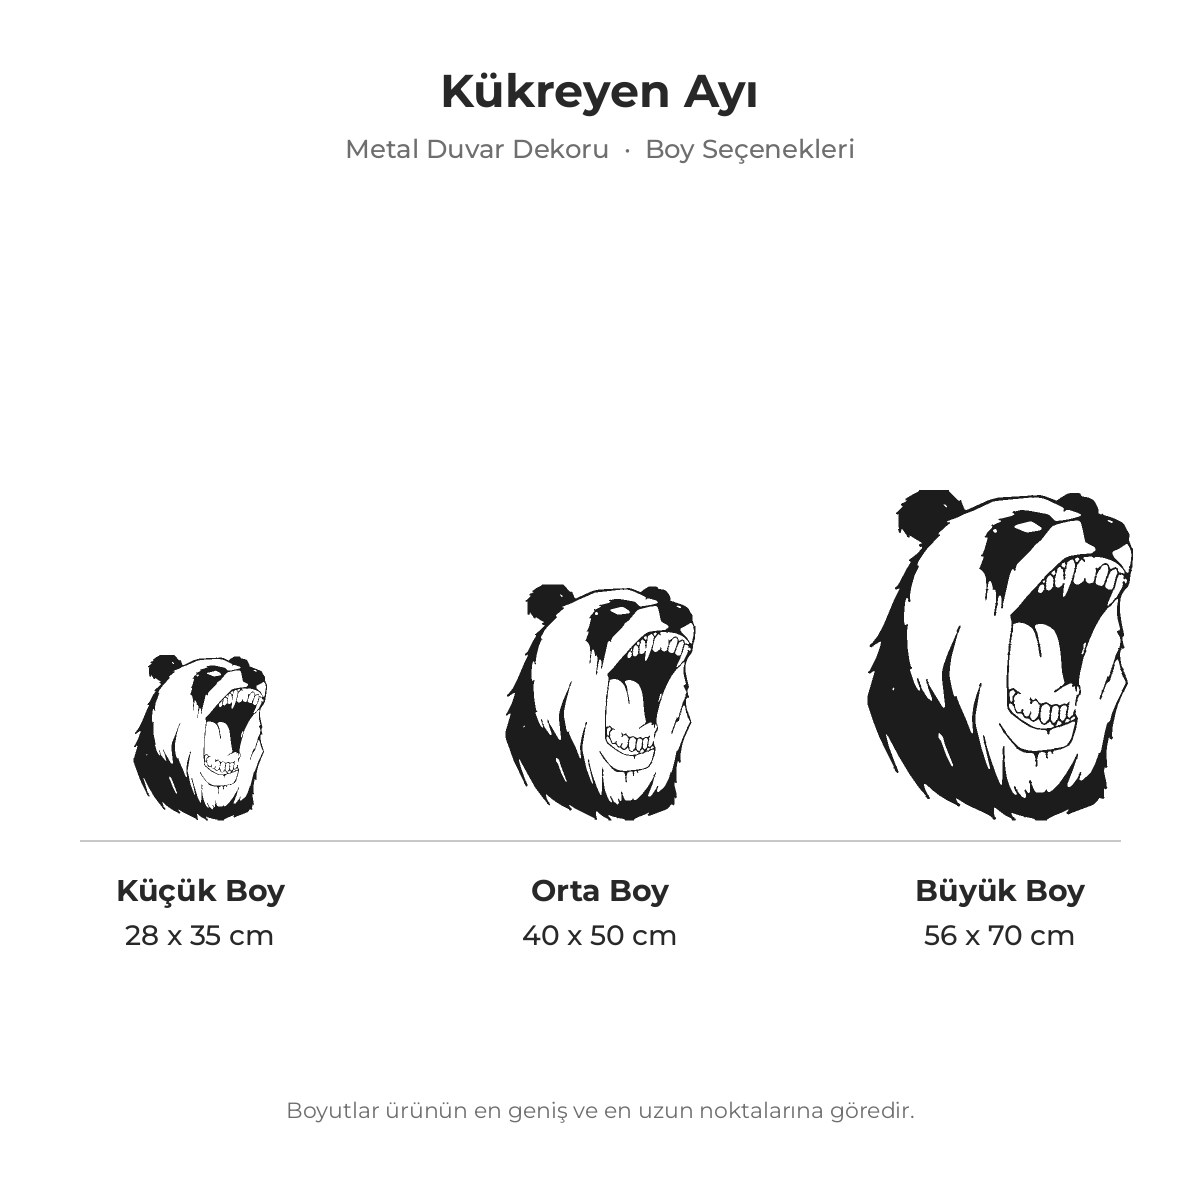 Kükreyen Ayı
Metal Duvar Dekoru · Boy Seçenekleri
Küçük Boy
28 x 35 cm
Orta Boy
40 x 50 cm
Büyük Boy
56 x 70 cm
Boyutlar ürünün en geniş ve en uzun noktalarına göredir.